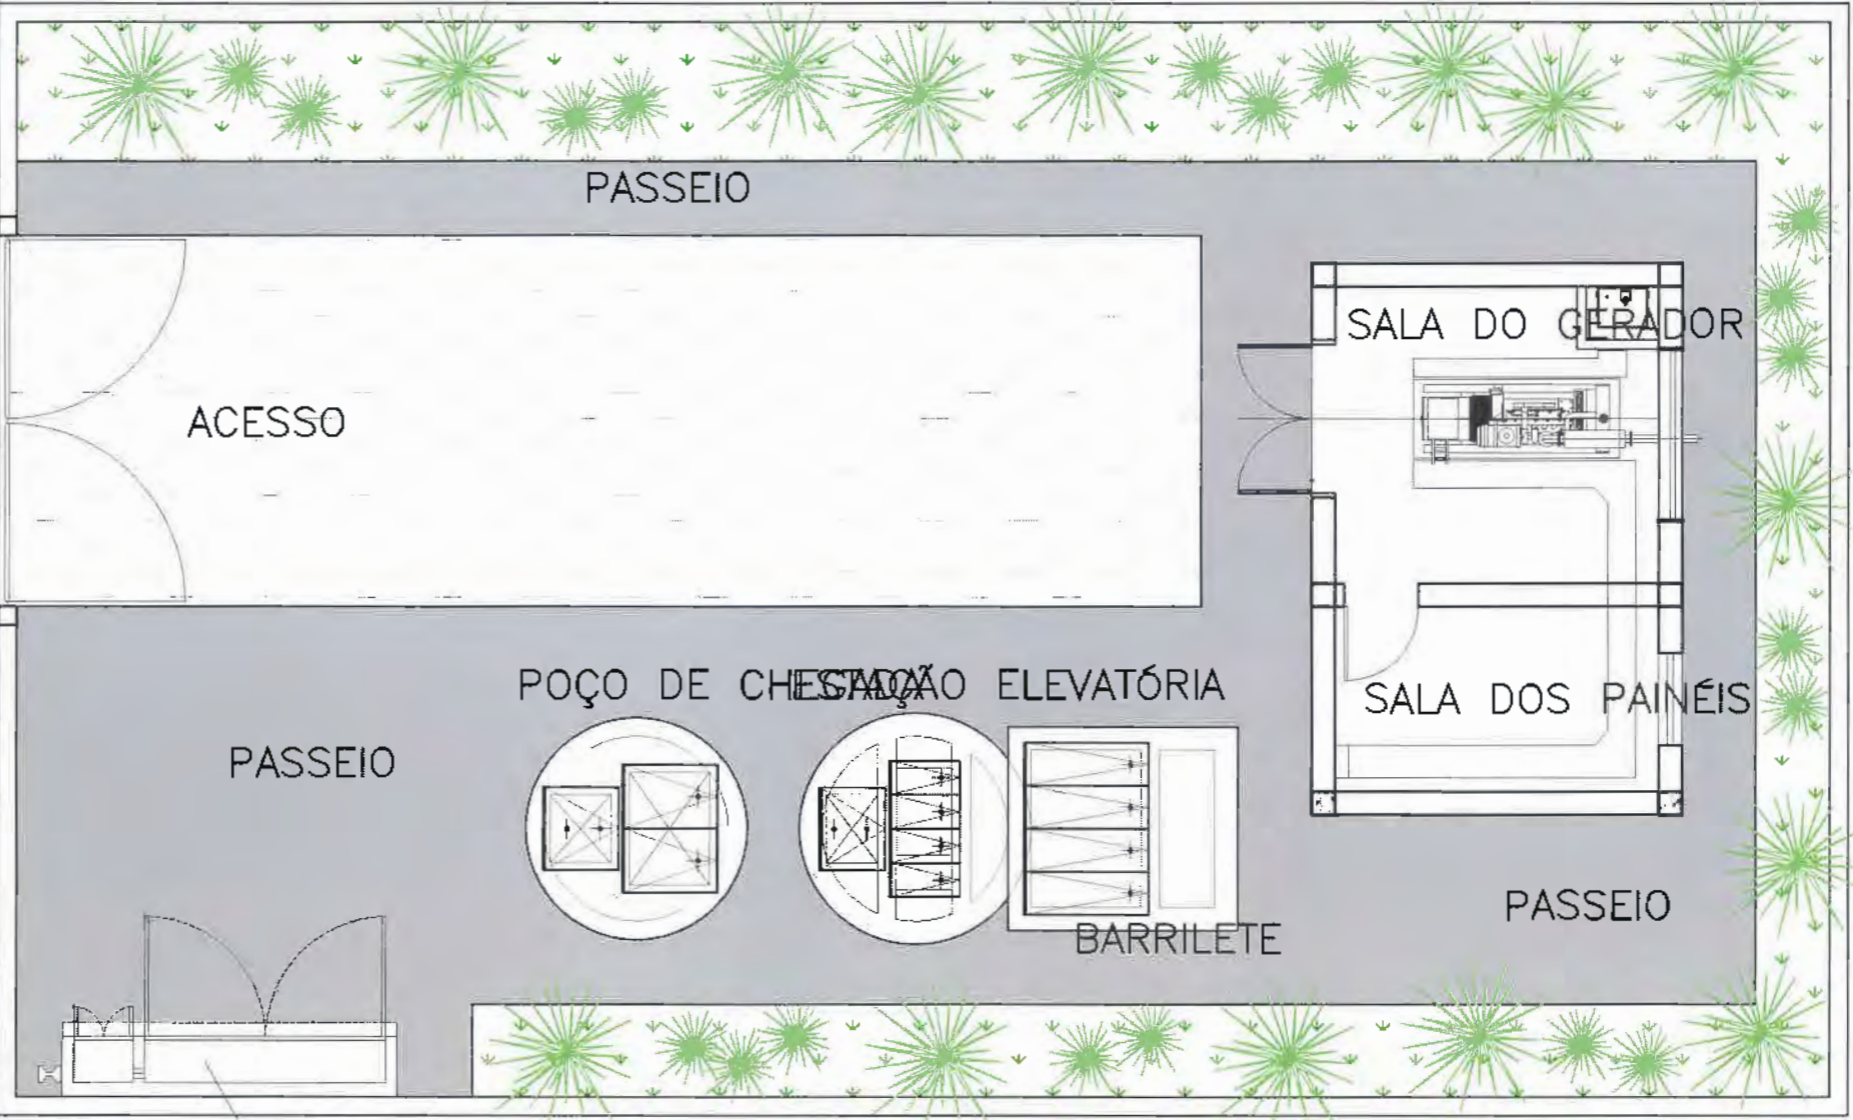 PASSEIO
SALA DO GERADOR
ACESSO
POÇO DE CHEGADA
ESTAÇÃO ELEVATÓRIA
SALA DOS PAINÉIS
PASSEIO
PASSEIO
BARRILETE